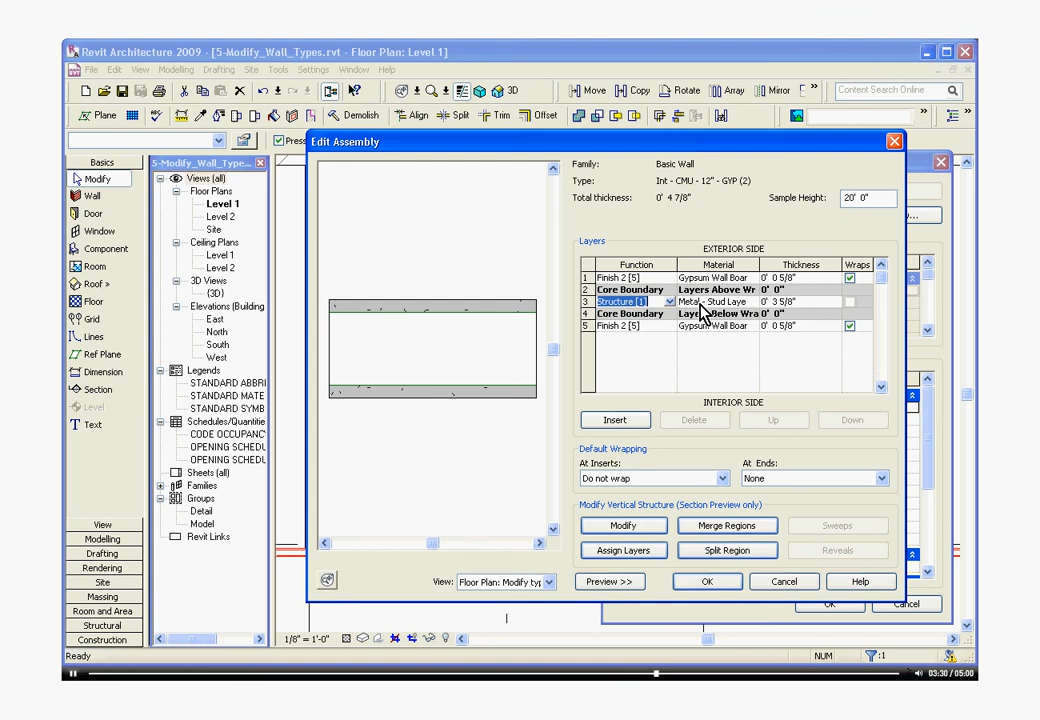 Revit Architecture 2009 - [5-Modify_Wall_Types.rvt - Floor Plan: Level 1]
File Edit View Modelling Drafting Site Tools Settings Window Help
3D Move Copy Rotate Array Mirror C » Content Search Online
Plane Demolish Align Split Trim Offset » »
Press
Edit Assembly
Basics
5-Modify_Wall_Type...
Modify
Wall
Door
Window
Component
Room
Roof »
Floor
Grid
Lines
Ref Plane
Dimension
Section
Level
Text
View
Modelling
Drafting
Rendering
Site
Massing
Room and Area
Structural
Construction
Views (all)
Floor Plans
Level 1
Level 2
Site
Ceiling Plans
Level 1
Level 2
3D Views
{3D}
Elevations (Building
East
North
South
West
Legends
STANDARD ABBRI
STANDARD MATE
STANDARD SYMB
Schedules/Quantitie
CODE OCCUPANC
OPENING SCHEDU
OPENING SCHEDU
Sheets (all)
Families
Groups
Detail
Model
Revit Links
Family: Basic Wall
Type: Int - CMU - 12" - GYP (2)
Total thickness: 0' 4 7/8" Sample Height: 20' 0"
Layers
EXTERIOR SIDE
Function Material Thickness Wraps
1 Finish 2 [5] Gypsum Wall Boar 0' 0 5/8"
2 Core Boundary Layers Above Wr 0' 0"
3 Structure [1] Metal - Stud Laye 0' 3 5/8"
4 Core Boundary Layers Below Wra 0' 0"
5 Finish 2 [5] Gypsum Wall Boar 0' 0 5/8"
INTERIOR SIDE
Insert Delete Up Down
Default Wrapping
At Inserts: At Ends:
Do not wrap None
Modify Vertical Structure (Section Preview only)
Modify Merge Regions Sweeps
Assign Layers Split Region Reveals
View: Floor Plan: Modify typ Preview >> OK Cancel Help
...
OK Cancel
1/8" = 1'-0"
Ready NUM :1
03:30 / 05:00